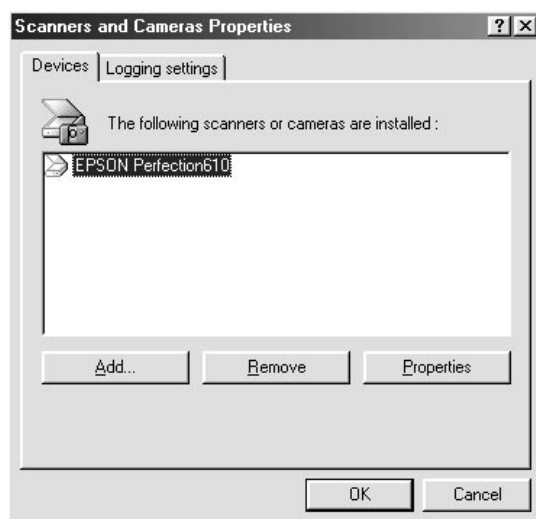 Scanners and Cameras Properties
Devices
Logging settings
The following scanners or cameras are installed :
EPSON Perfection610
Add...
Remove
Properties
OK
Cancel